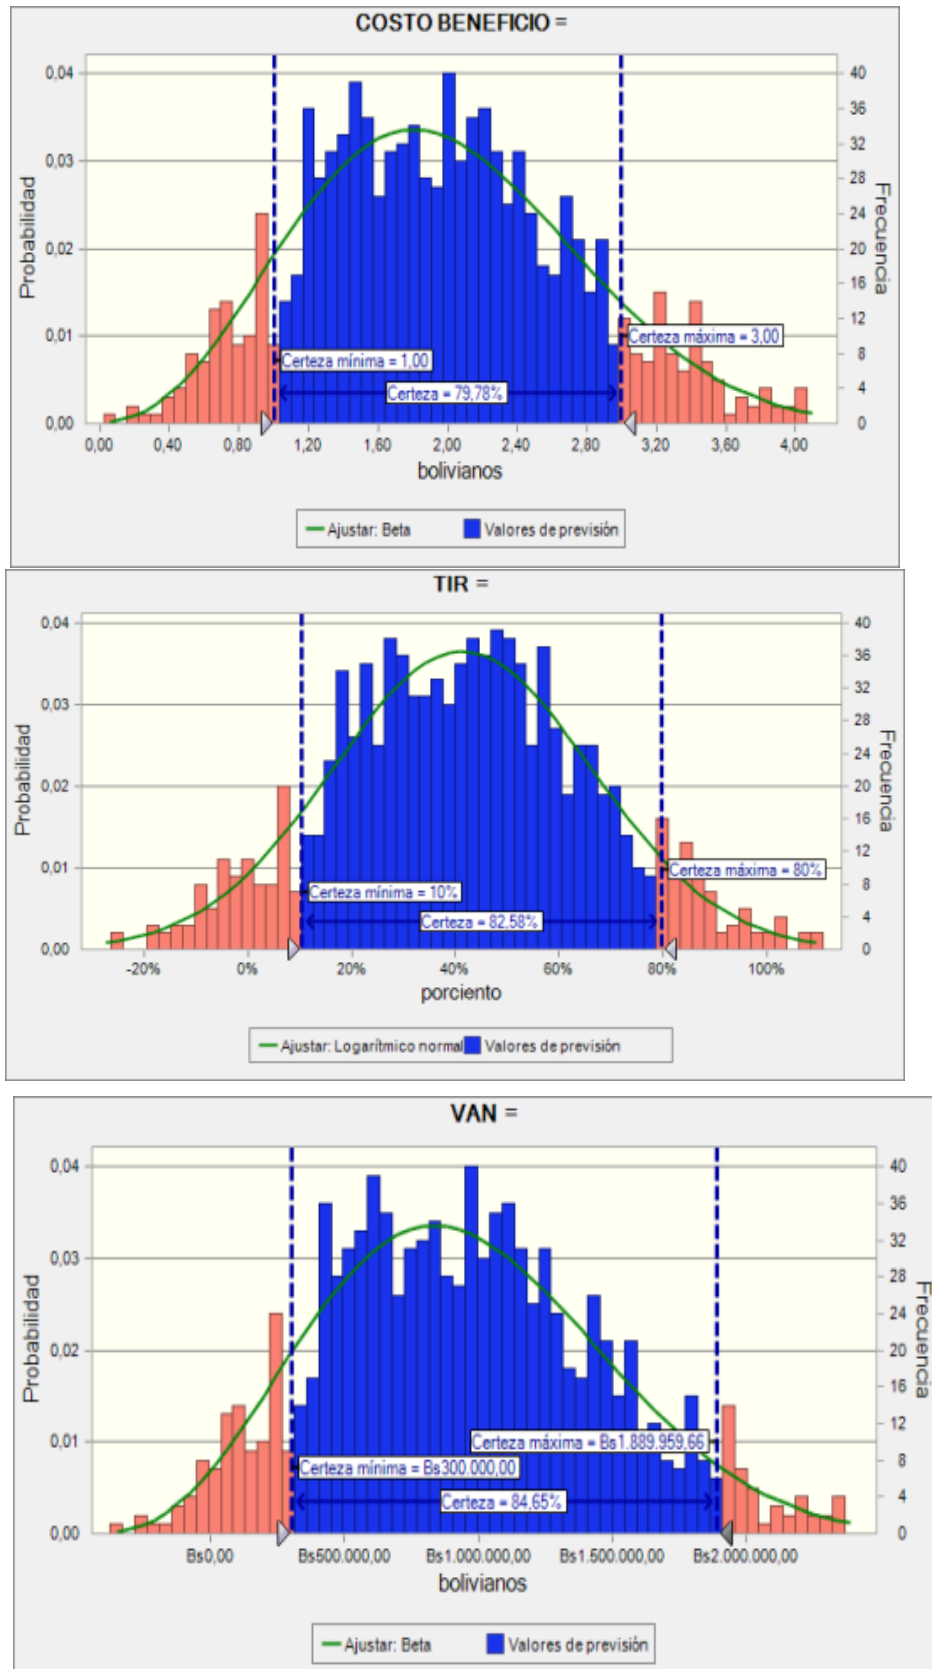 COSTO BENEFICIO =
0,04
0,03
0,02
0,01
0,00
Probabilidad
40
36
32
28
24
20
16
12
8
4
0
Frecuencia
Certeza mínima = 1,00
Certeza máxima = 3,00
Certeza = 79,78%
0,00 0,40 0,80 1,20 1,60 2,00 2,40 2,80 3,20 3,60 4,00
bolivianos
Ajustar: Beta Valores de previsión
TIR =
0,04
0,03
0,02
0,01
0,00
Probabilidad
40
36
32
28
24
20
16
12
8
4
0
Frecuencia
Certeza mínima = 10%
Certeza máxima = 80%
Certeza = 82,58%
-20% 0% 20% 40% 60% 80% 100%
porciento
Ajustar: Logarítmico normal Valores de previsión
VAN =
0,04
0,03
0,02
0,01
0,00
Probabilidad
40
36
32
28
24
20
16
12
8
4
0
Frecuencia
Certeza máxima = Bs1.889.959,66
Certeza mínima = Bs300.000,00
Certeza = 84,65%
Bs0,00 Bs500.000,00 Bs1.000.000,00 Bs1.500.000,00 Bs2.000.000,00
bolivianos
Ajustar: Beta Valores de previsión